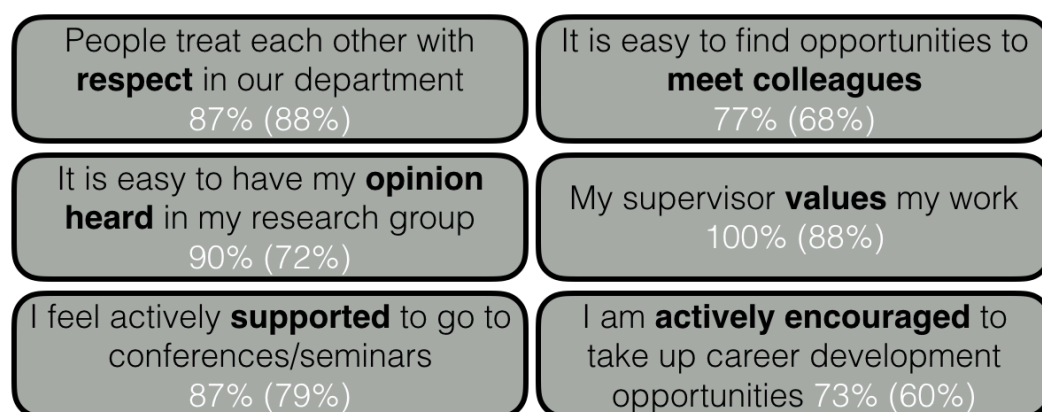 People treat each other with
respect in our department
87% (88%)
It is easy to find opportunities to
meet colleagues
77% (68%)
It is easy to have my opinion
heard in my research group
90% (72%)
My supervisor values my work
100% (88%)
I feel actively supported to go to
conferences/seminars
87% (79%)
I am actively encouraged to
take up career development
opportunities 73% (60%)